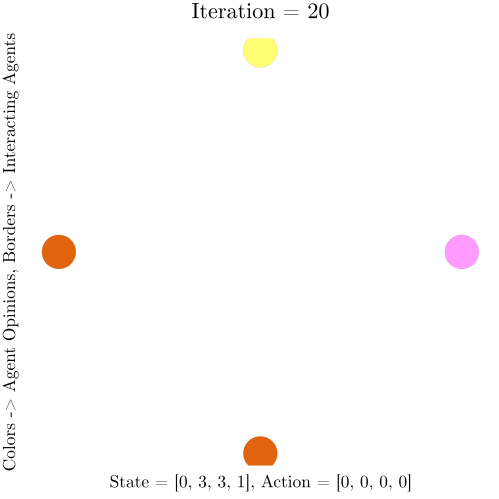 Iteration = 20
Colors -> Agent Opinions, Borders -> Interacting Agents
State = [0, 3, 3, 1], Action = [0, 0, 0, 0]